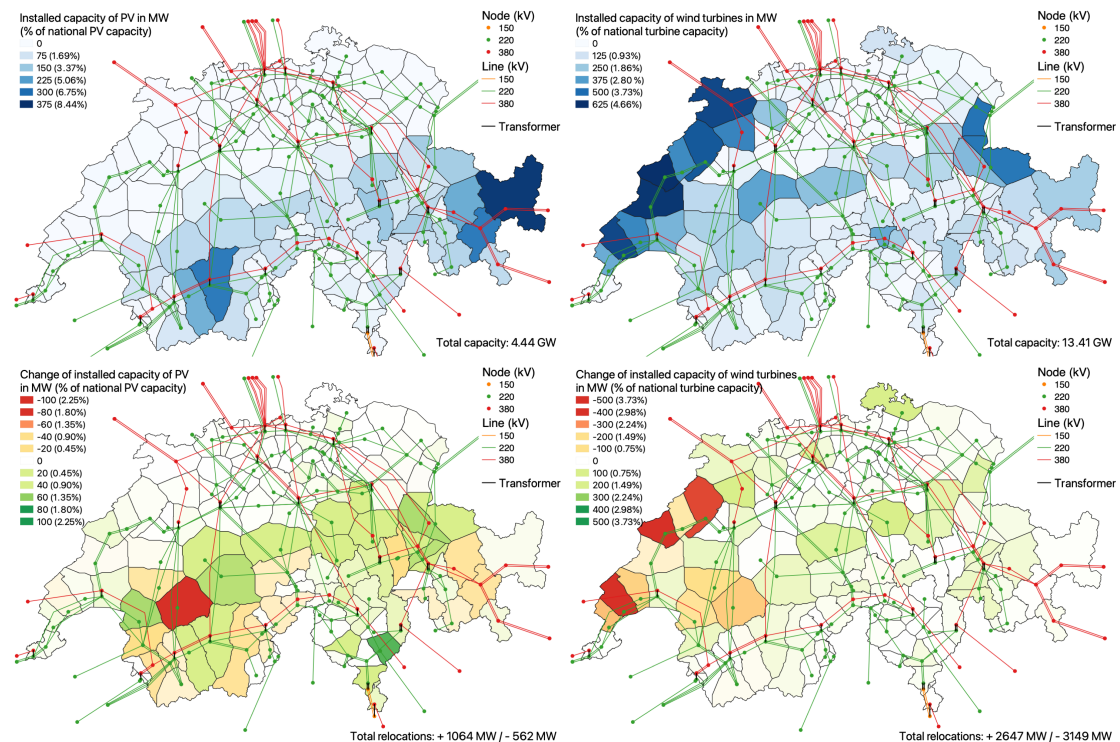 Installed capacity of PV in MW
(% of national PV capacity)
0
75 (1.69%)
150 (3.37%)
225 (5.06%)
300 (6.75%)
375 (8.44%)
Node (kV)
150
220
380
Line (kV)
150
220
380
Transformer
Total capacity: 4.44 GW
Installed capacity of wind turbines in MW
(% of national turbine capacity)
0
125 (0.93%)
250 (1.86%)
375 (2.80 %)
500 (3.73%)
625 (4.66%)
Node (kV)
150
220
380
Line (kV)
150
220
380
Transformer
Total capacity: 13.41 GW
Change of installed capacity of PV
in MW (% of national PV capacity)
-100 (2.25%)
-80 (1.80%)
-60 (1.35%)
-40 (0.90%)
-20 (0.45%)
0
20 (0.45%)
40 (0.90%)
60 (1.35%)
80 (1.80%)
100 (2.25%)
Node (kV)
150
220
380
Line (kV)
150
220
380
Transformer
Total relocations: + 1064 MW / - 562 MW
Change of installed capacity of wind turbines
in MW (% of national turbine capacity)
-500 (3.73%)
-400 (2.98%)
-300 (2.24%)
-200 (1.49%)
-100 (0.75%)
0
100 (0.75%)
200 (1.49%)
300 (2.24%)
400 (2.98%)
500 (3.73%)
Node (kV)
150
220
380
Line (kV)
150
220
380
Transformer
Total relocations: + 2647 MW / - 3149 MW